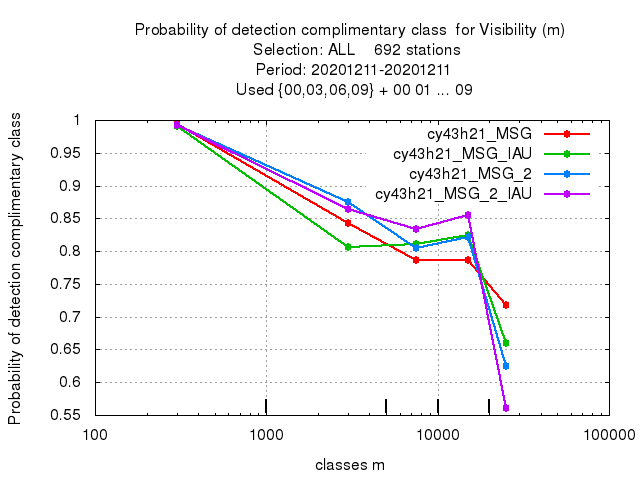 Probability of detection complimentary class  for Visibility (m)
Selection: ALL    692 stations
Period: 20201211-20201211
Used {00,03,06,09} + 00 01 ... 09
Probability of detection complimentary class
1
0.95
0.9
0.85
0.8
0.75
0.7
0.65
0.6
0.55
cy43h21_MSG
cy43h21_MSG_IAU
cy43h21_MSG_2
cy43h21_MSG_2_IAU
100 1000 10000 100000
classes m